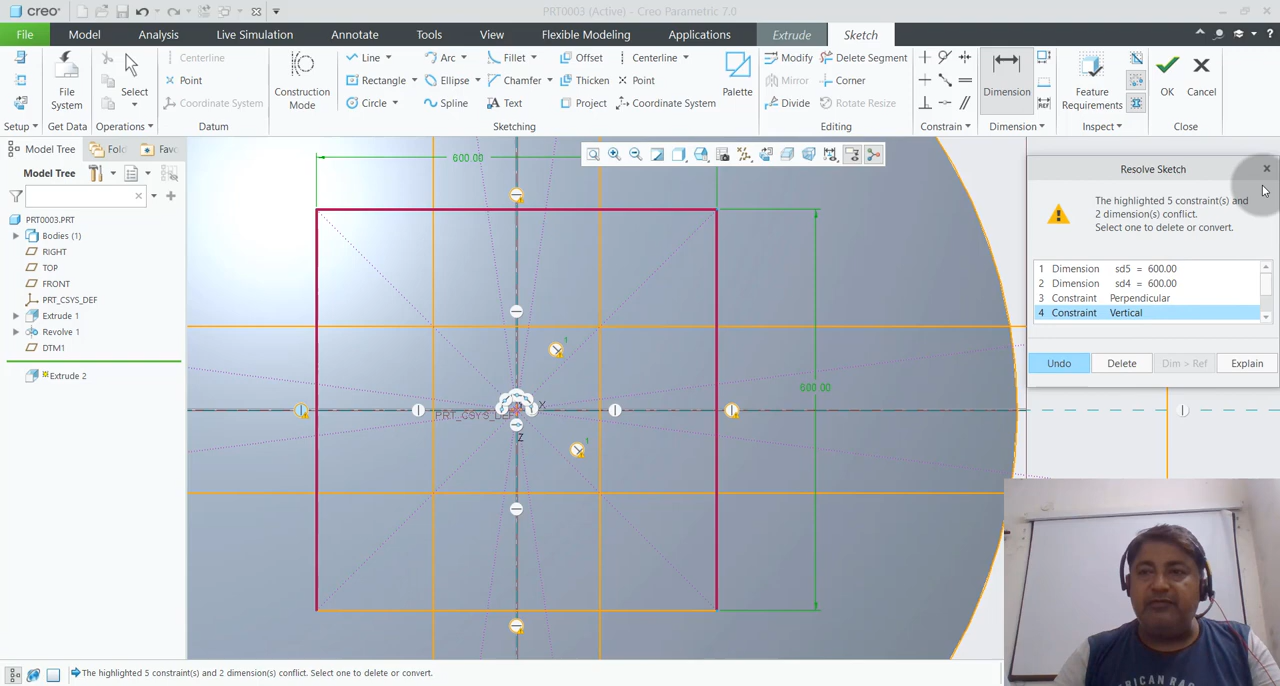 creo
PRT0003 (Active) - Creo Parametric 7.0
File Model Analysis Live Simulation Annotate Tools View Flexible Modeling Applications Extrude Sketch
Centerline Line Arc Fillet Offset Centerline Modify Delete Segment
Point Rectangle Ellipse Chamfer Thicken Point Mirror Corner
Coordinate System Circle Spline Text Project Coordinate System Divide Rotate Resize
File System
Select
Construction Mode
Palette
Dimension
Feature Requirements
OK
Cancel
Setup Get Data Operations Datum Sketching Editing Constrain Dimension Inspect Close
Model Tree Fold Favo
Model Tree
PRT0003.PRT
Bodies (1)
RIGHT
TOP
FRONT
PRT_CSYS_DEF
Extrude 1
Revolve 1
DTM1
Extrude 2
600.00
600.00
1
1
X
PRT_CSYS_DEF
Z
Resolve Sketch
The highlighted 5 constraint(s) and
2 dimension(s) conflict.
Select one to delete or convert.
1 Dimension sd5 = 600.00
2 Dimension sd4 = 600.00
3 Constraint Perpendicular
4 Constraint Vertical
Undo Delete Dim > Ref Explain
The highlighted 5 constraint(s) and 2 dimension(s) conflict. Select one to delete or convert.